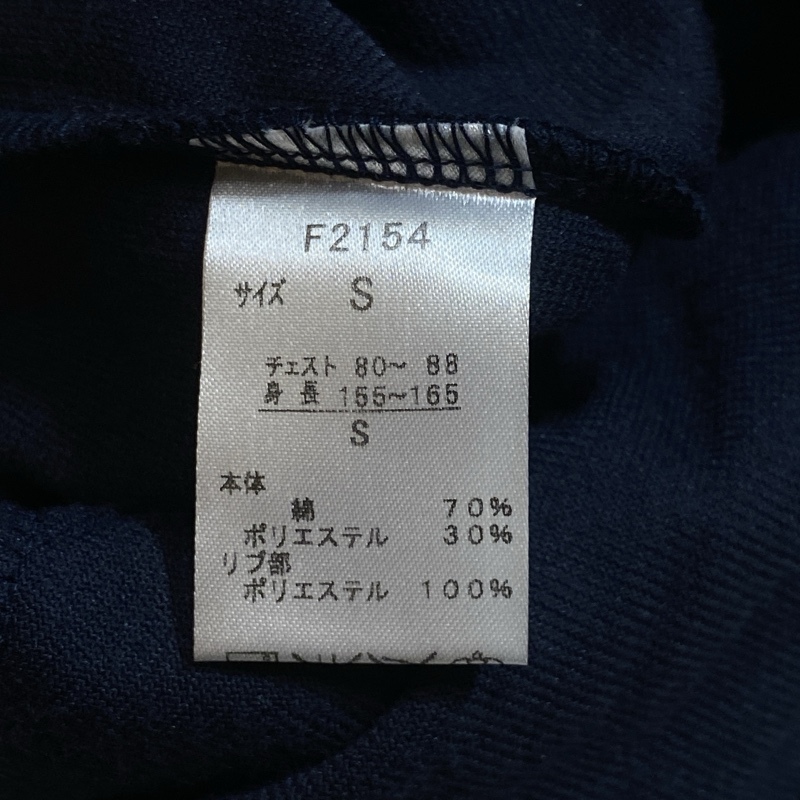 F2154
サイズ S
チェスト 80～ 88
身 長 155～165
S
本体
綿 70%
ポリエステル 30%
リブ部
ポリエステル 100%